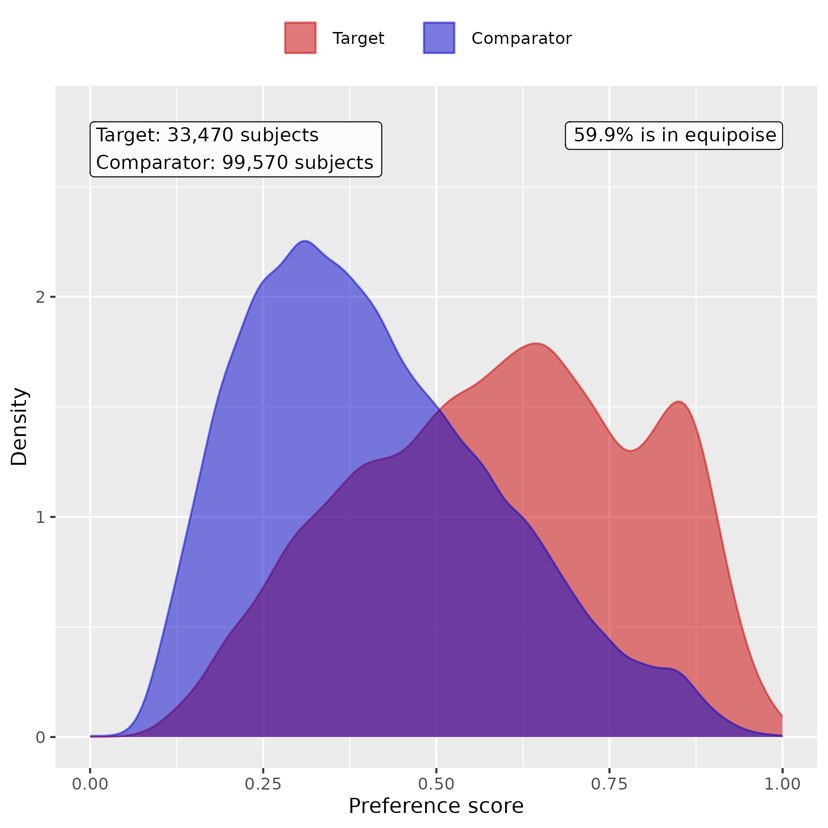 Target
Comparator
Target: 33,470 subjects
Comparator: 99,570 subjects
59.9% is in equipoise
Density
2
1
0
0.00
0.25
0.50
0.75
1.00
Preference score